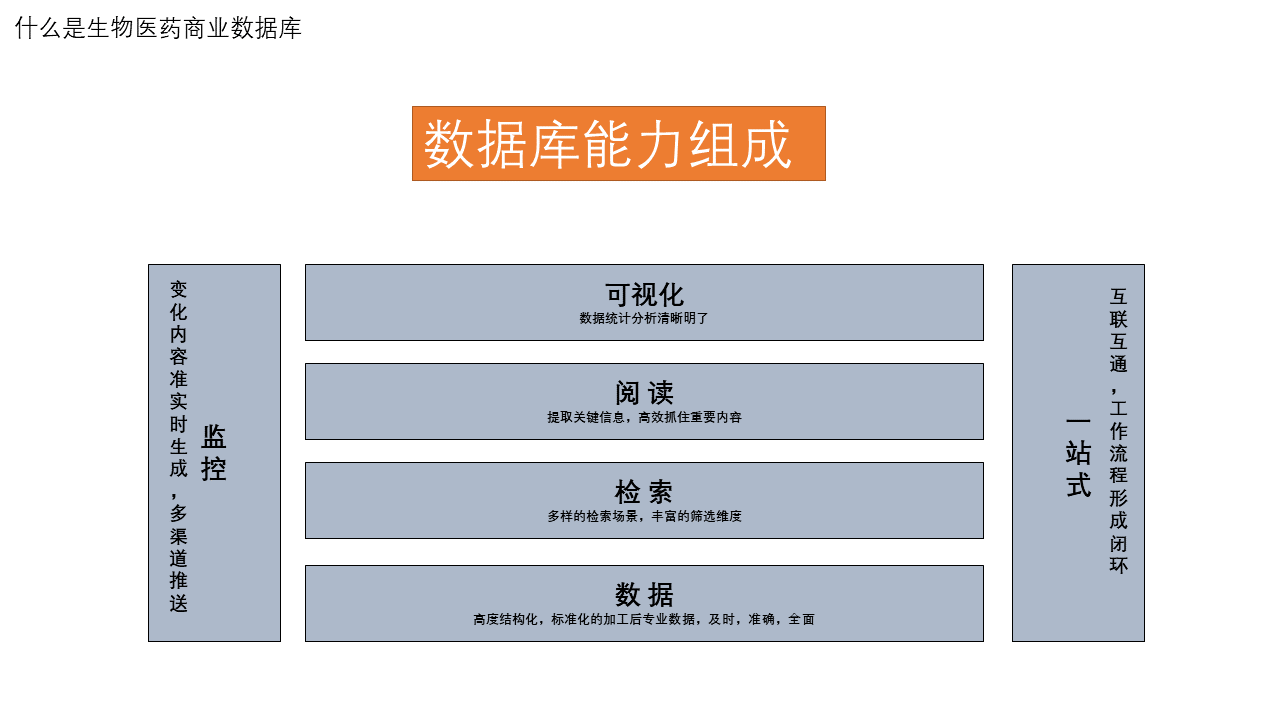 什么是生物医药商业数据库
数据库能力组成
变化内容准实时生成，多渠道推送
监控
可视化
数据统计分析清晰明了
阅 读
提取关键信息，高效抓住重要内容
检 索
多样的检索场景，丰富的筛选维度
数 据
高度结构化，标准化的加工后专业数据，及时，准确，全面
一站式
互联互通，工作流程形成闭环